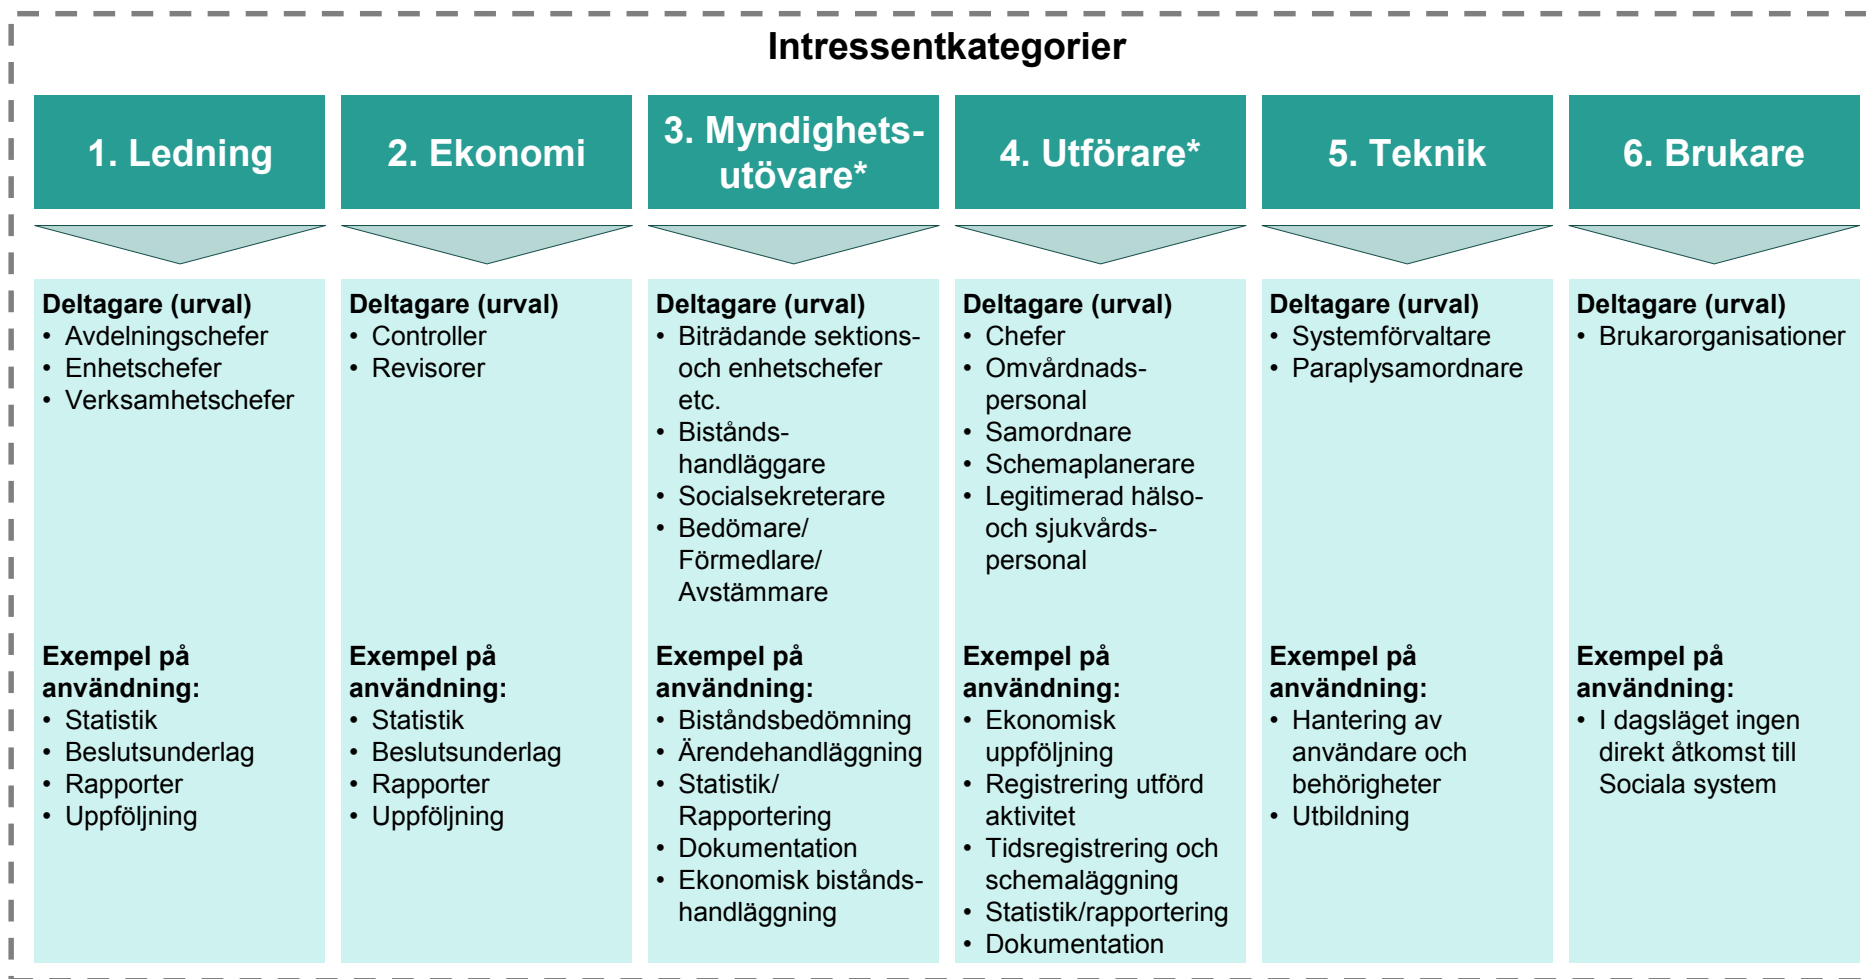 Intressentkategorier
1. Ledning
2. Ekonomi
3. Myndighets-
utövare*
4. Utförare*
5. Teknik
6. Brukare
Deltagare (urval)
• Avdelningschefer
• Enhetschefer
• Verksamhetschefer
Exempel på
användning:
• Statistik
• Beslutsunderlag
• Rapporter
• Uppföljning
Deltagare (urval)
• Controller
• Revisorer
Exempel på
användning:
• Statistik
• Beslutsunderlag
• Rapporter
• Uppföljning
Deltagare (urval)
• Biträdande sektions-
och enhetschefer
etc.
• Bistånds-
handläggare
• Socialsekreterare
• Bedömare/
Förmedlare/
Avstämmare
Exempel på
användning:
• Biståndsbedömning
• Ärendehandläggning
• Statistik/
Rapportering
• Dokumentation
• Ekonomisk bistånds-
handläggning
Deltagare (urval)
• Chefer
• Omvårdnads-
personal
• Samordnare
• Schemaplanerare
• Legitimerad hälso-
och sjukvårds-
personal
Exempel på
användning:
• Ekonomisk
uppföljning
• Registrering utförd
aktivitet
• Tidsregistrering och
schemaläggning
• Statistik/rapportering
• Dokumentation
Deltagare (urval)
• Systemförvaltare
• Paraplysamordnare
Exempel på
användning:
• Hantering av
användare och
behörigheter
• Utbildning
Deltagare (urval)
• Brukarorganisationer
Exempel på
användning:
• I dagsläget ingen
direkt åtkomst till
Sociala system